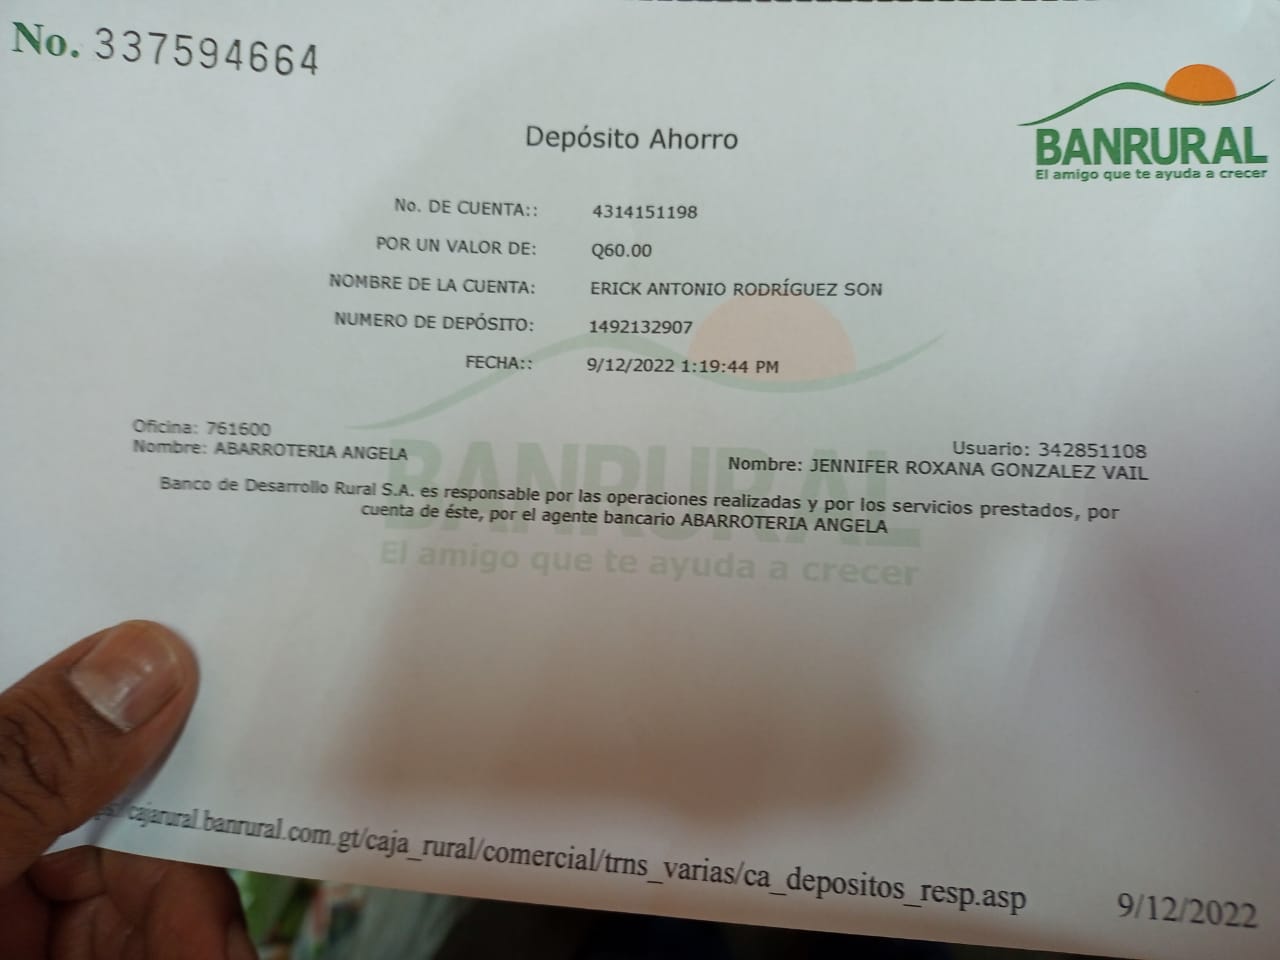 No. 337594664
BANRURAL
El amigo que te ayuda a crecer
Depósito Ahorro
No. DE CUENTA:: 4314151198
POR UN VALOR DE: Q60.00
NOMBRE DE LA CUENTA: ERICK ANTONIO RODRÍGUEZ SON
NUMERO DE DEPÓSITO: 1492132907
FECHA:: 9/12/2022 1:19:44 PM
Oficina: 761600
Nombre: ABARROTERIA ANGELA
Usuario: 342851108
Nombre: JENNIFER ROXANA GONZALEZ VAIL
Banco de Desarrollo Rural S.A. es responsable por las operaciones realizadas y por los servicios prestados, por
cuenta de éste, por el agente bancario ABARROTERIA ANGELA
BANRURAL
El amigo que te ayuda a crecer
cajarural.banrural.com.gt/caja_rural/comercial/trns_varias/ca_depositos_resp.asp 9/12/2022